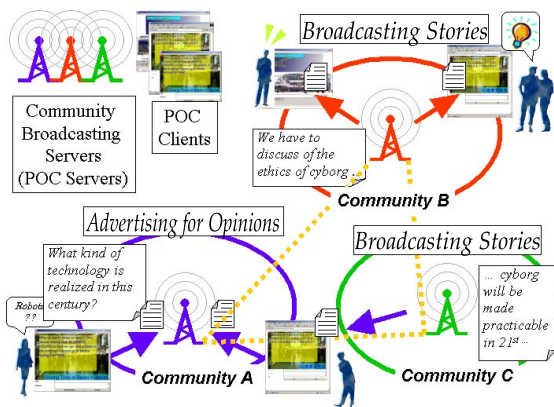 Broadcasting Stories
Community
Broadcasting
Servers
(POC Servers)
POC
Clients
We have to
discuss of the
ethics of cyborg ...
Community B
Advertising for Opinions
What kind of
technology is
realized in this
century?
Robots
??
Community A
Broadcasting Stories
... cyborg
will be
made
practicable
in 21st ...
Community C